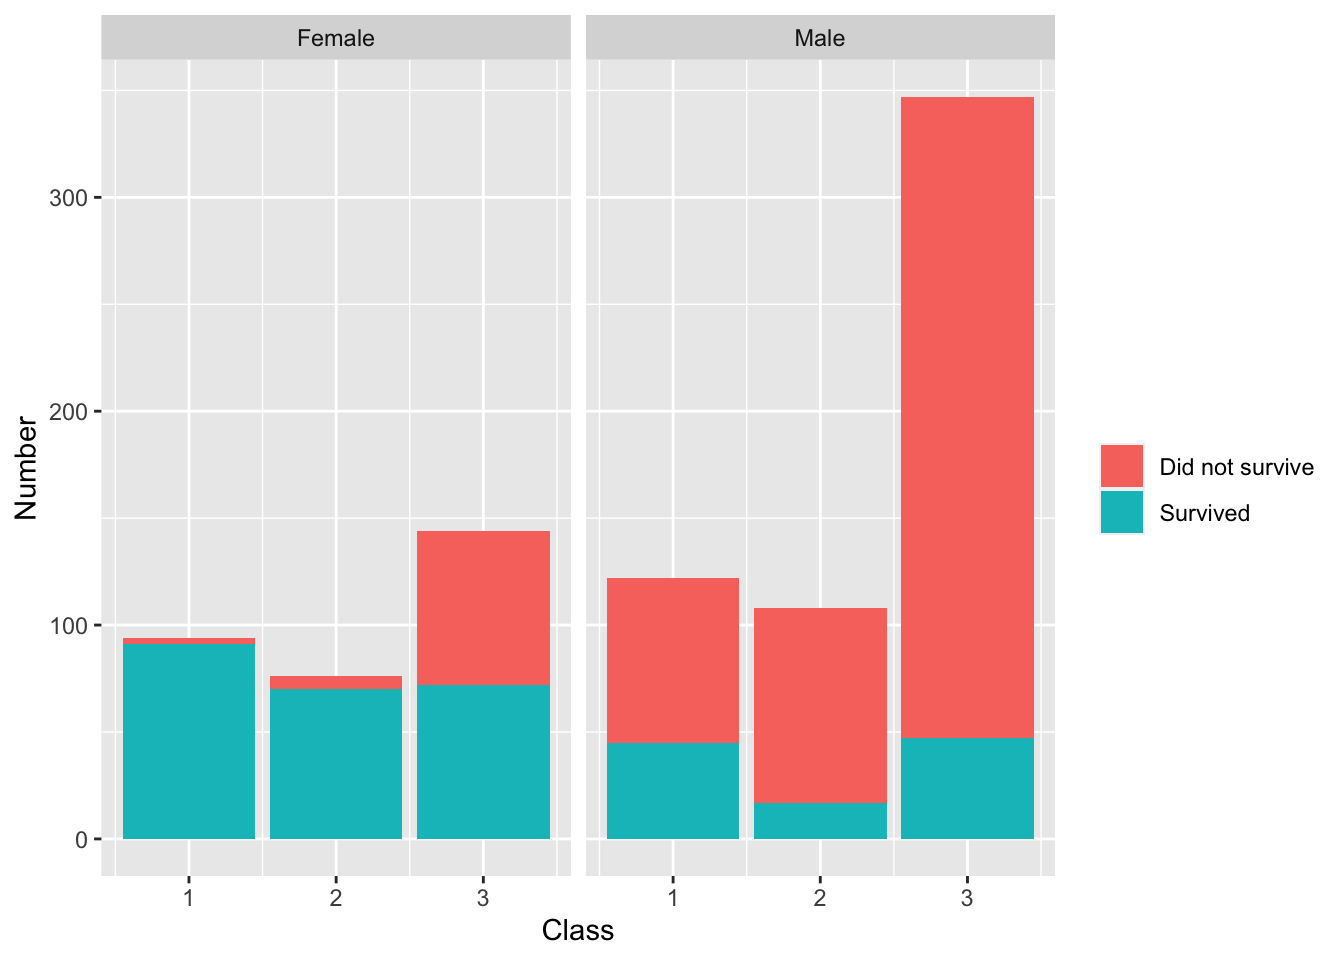 Female
Male
Number
300
200
100
0
1 2 3
1 2 3
Class
Did not survive
Survived